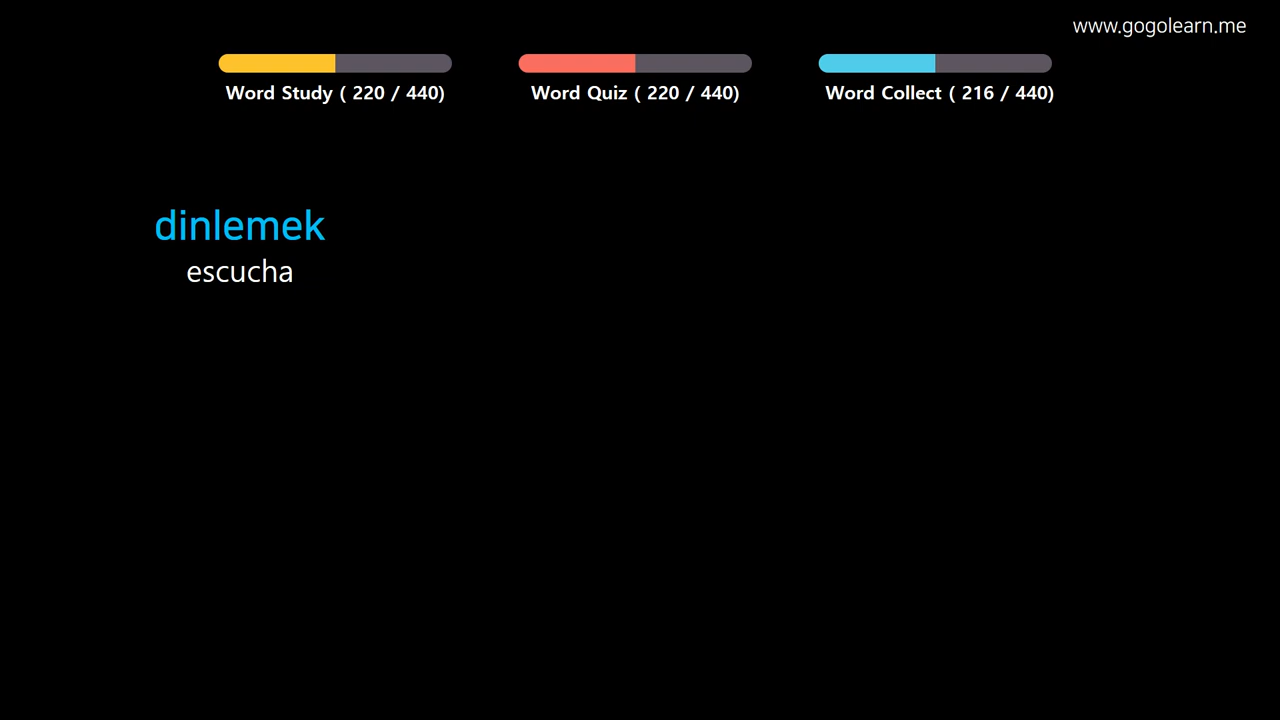 www.gogolearn.me
Word Study ( 220 / 440)
Word Quiz ( 220 / 440)
Word Collect ( 216 / 440)
dinlemek
escucha